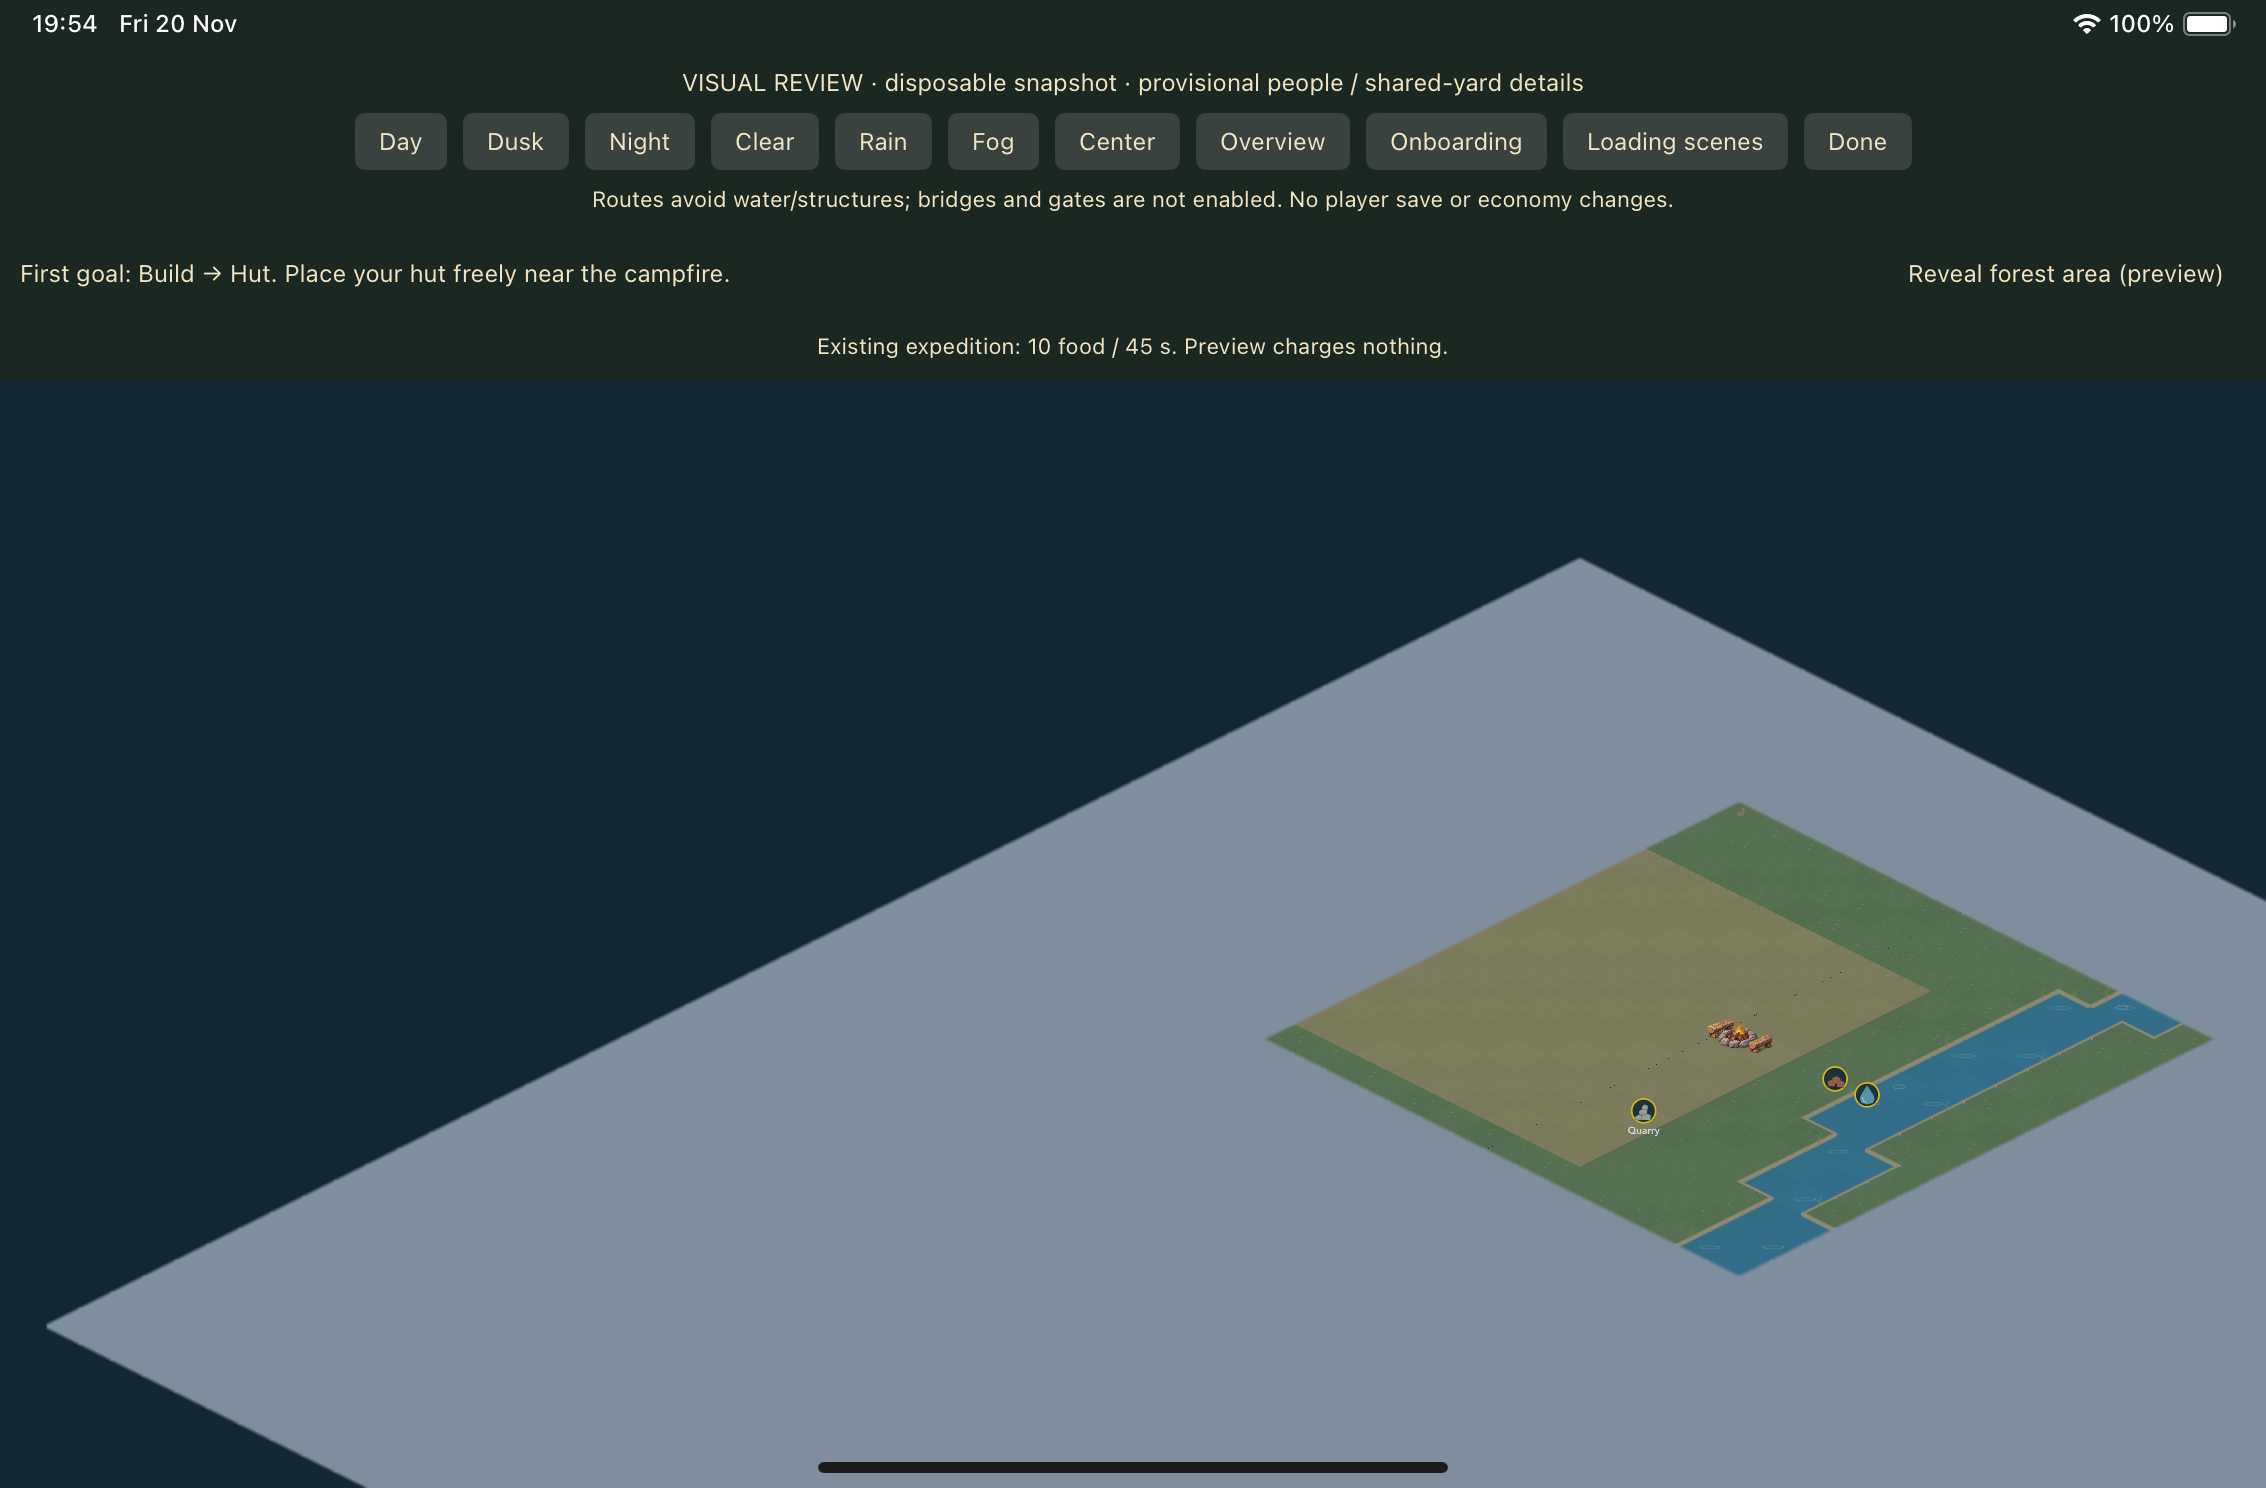 19:54 Fri 20 Nov
100%
VISUAL REVIEW · disposable snapshot · provisional people / shared-yard details
Day Dusk Night Clear Rain Fog Center Overview Onboarding Loading scenes Done
Routes avoid water/structures; bridges and gates are not enabled. No player save or economy changes.
First goal: Build → Hut. Place your hut freely near the campfire.
Reveal forest area (preview)
Existing expedition: 10 food / 45 s. Preview charges nothing.
Quarry